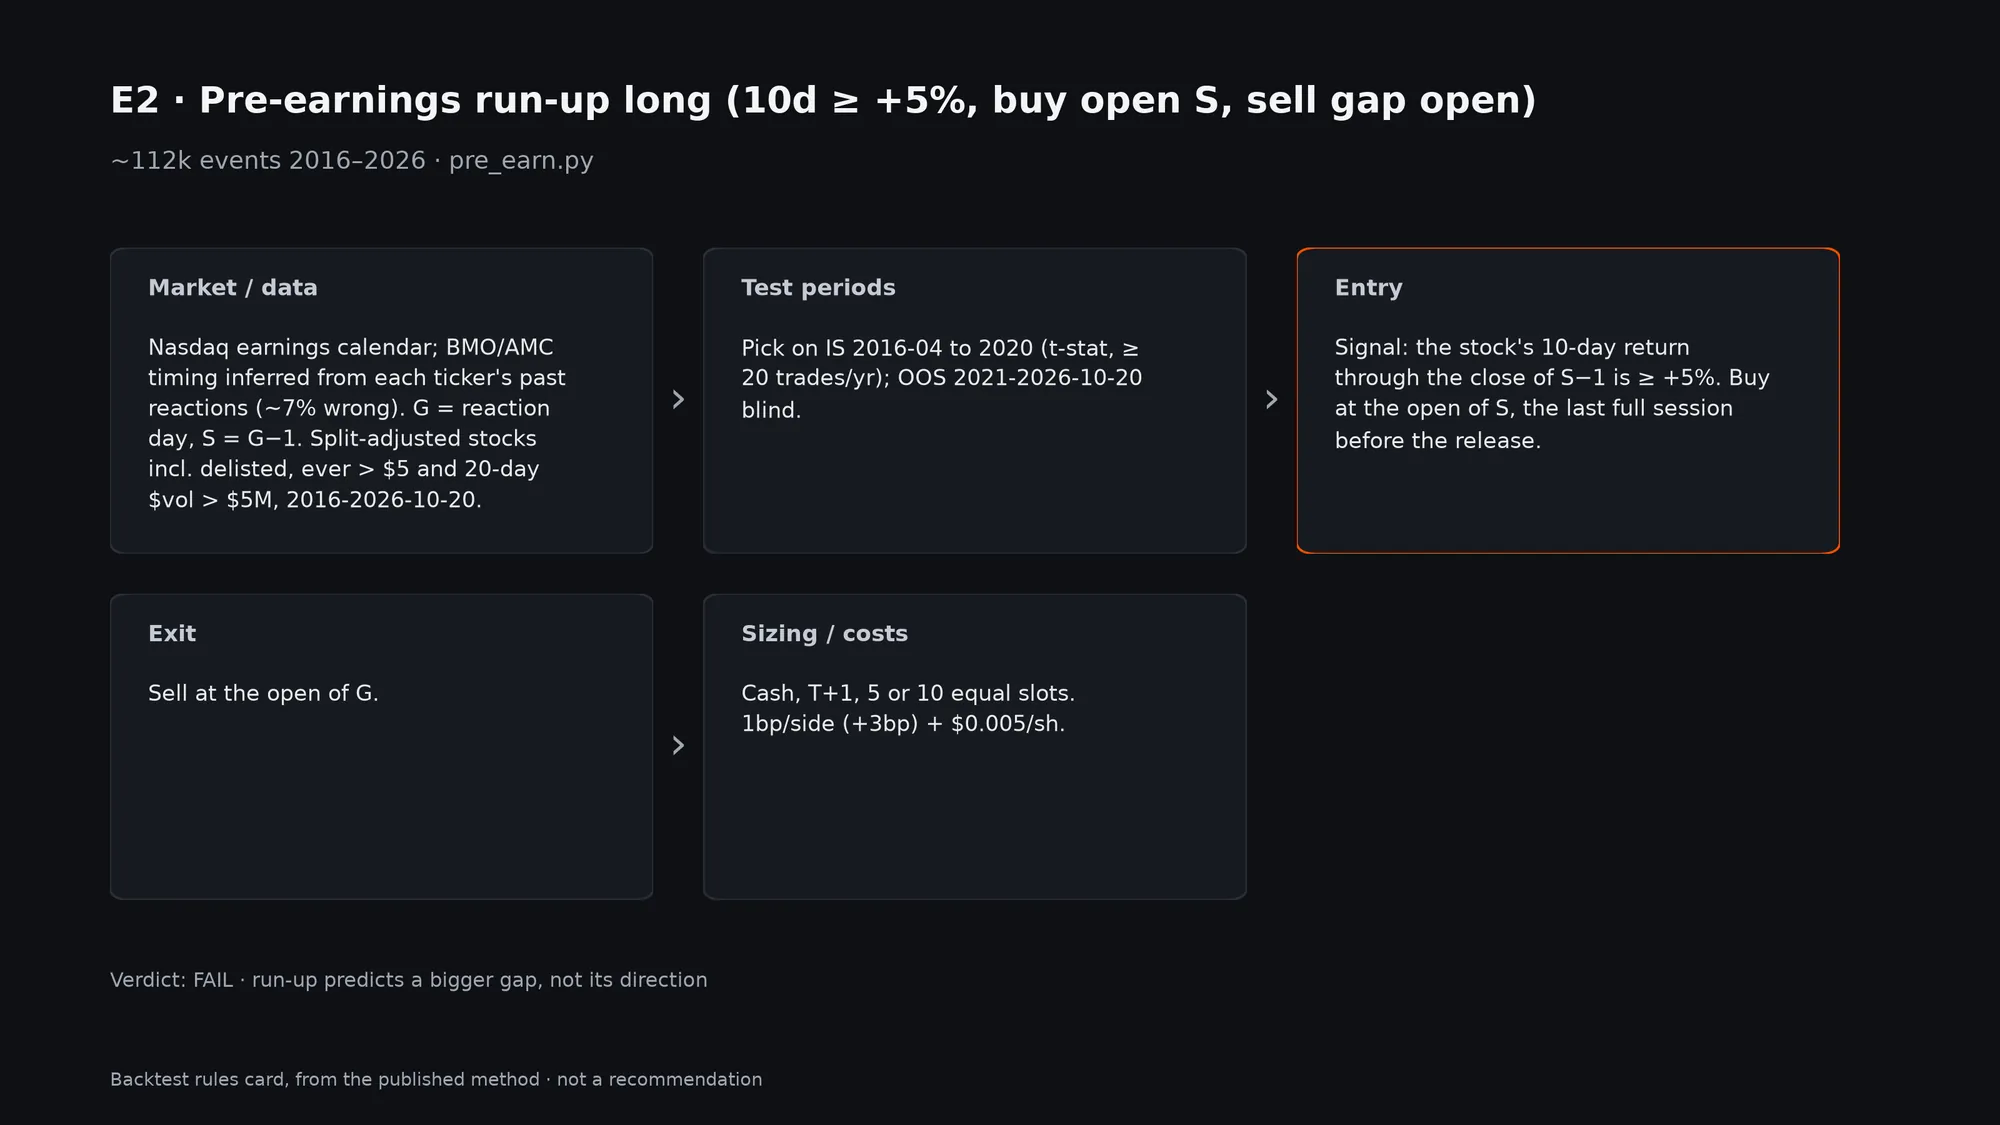 E2 · Pre-earnings run-up long (10d ≥ +5%, buy open S, sell gap open)
~112k events 2016–2026 · pre_earn.py
Market / data
Nasdaq earnings calendar; BMO/AMC
timing inferred from each ticker's past
reactions (~7% wrong). G = reaction
day, S = G−1. Split-adjusted stocks
incl. delisted, ever > $5 and 20-day
$vol > $5M, 2016-2026-10-20.
›
Test periods
Pick on IS 2016-04 to 2020 (t-stat, ≥
20 trades/yr); OOS 2021-2026-10-20
blind.
›
Entry
Signal: the stock's 10-day return
through the close of S−1 is ≥ +5%. Buy
at the open of S, the last full session
before the release.
Exit
Sell at the open of G.
›
Sizing / costs
Cash, T+1, 5 or 10 equal slots.
1bp/side (+3bp) + $0.005/sh.
Verdict: FAIL · run-up predicts a bigger gap, not its direction
Backtest rules card, from the published method · not a recommendation